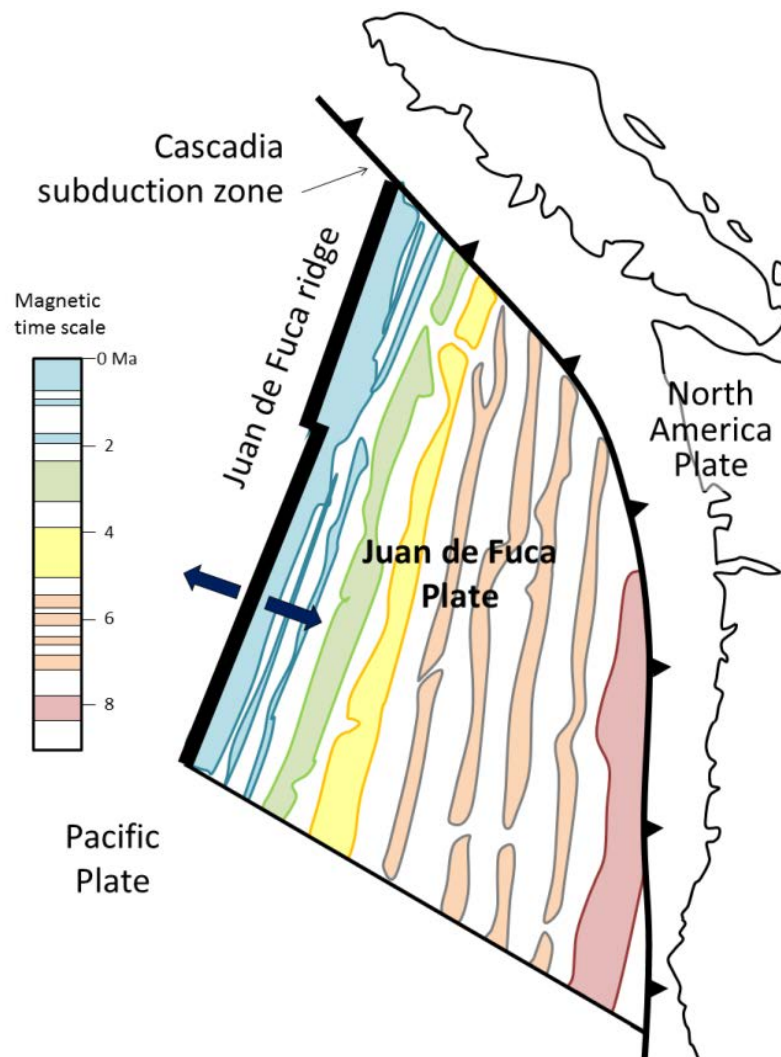 Cascadia
subduction zone
Juan de Fuca ridge
Magnetic
time scale
0 Ma
2
4
6
8
North
America
Plate
Juan de Fuca
Plate
Pacific
Plate